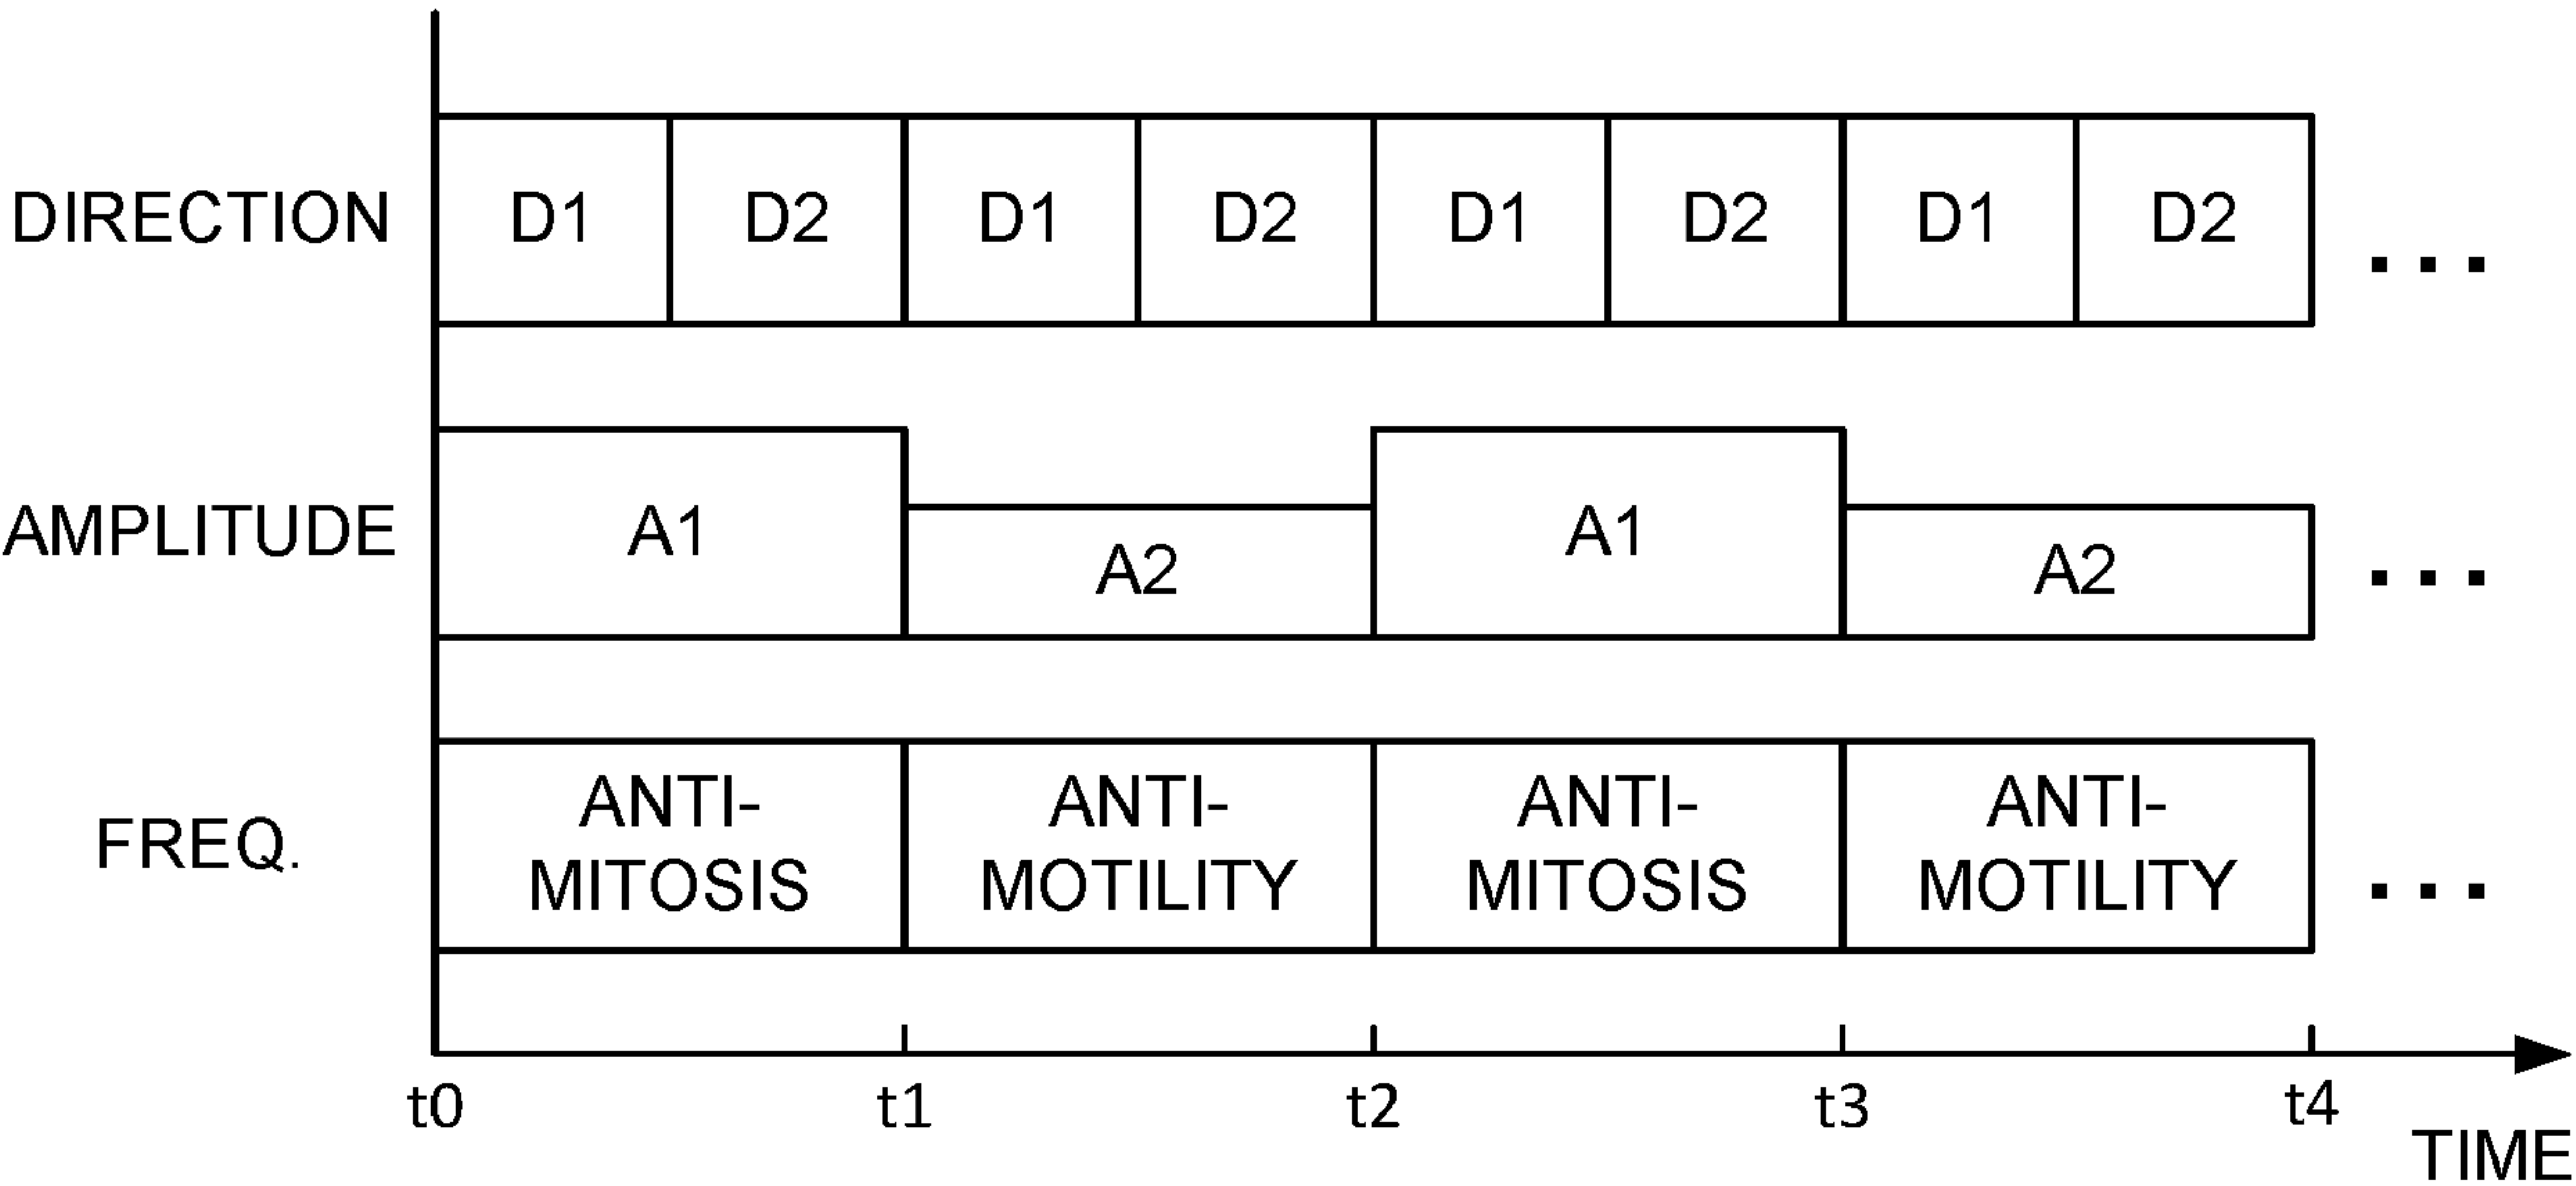 DIRECTION D1 D2 D1 D2 D1 D2 D1 D2 ...
AMPLITUDE A1 A2 A1 A2 ...
FREQ. ANTI- ANTI- ANTI- ANTI-
MITOSIS MOTILITY MITOSIS MOTILITY ...
t0 t1 t2 t3 t4
TIME